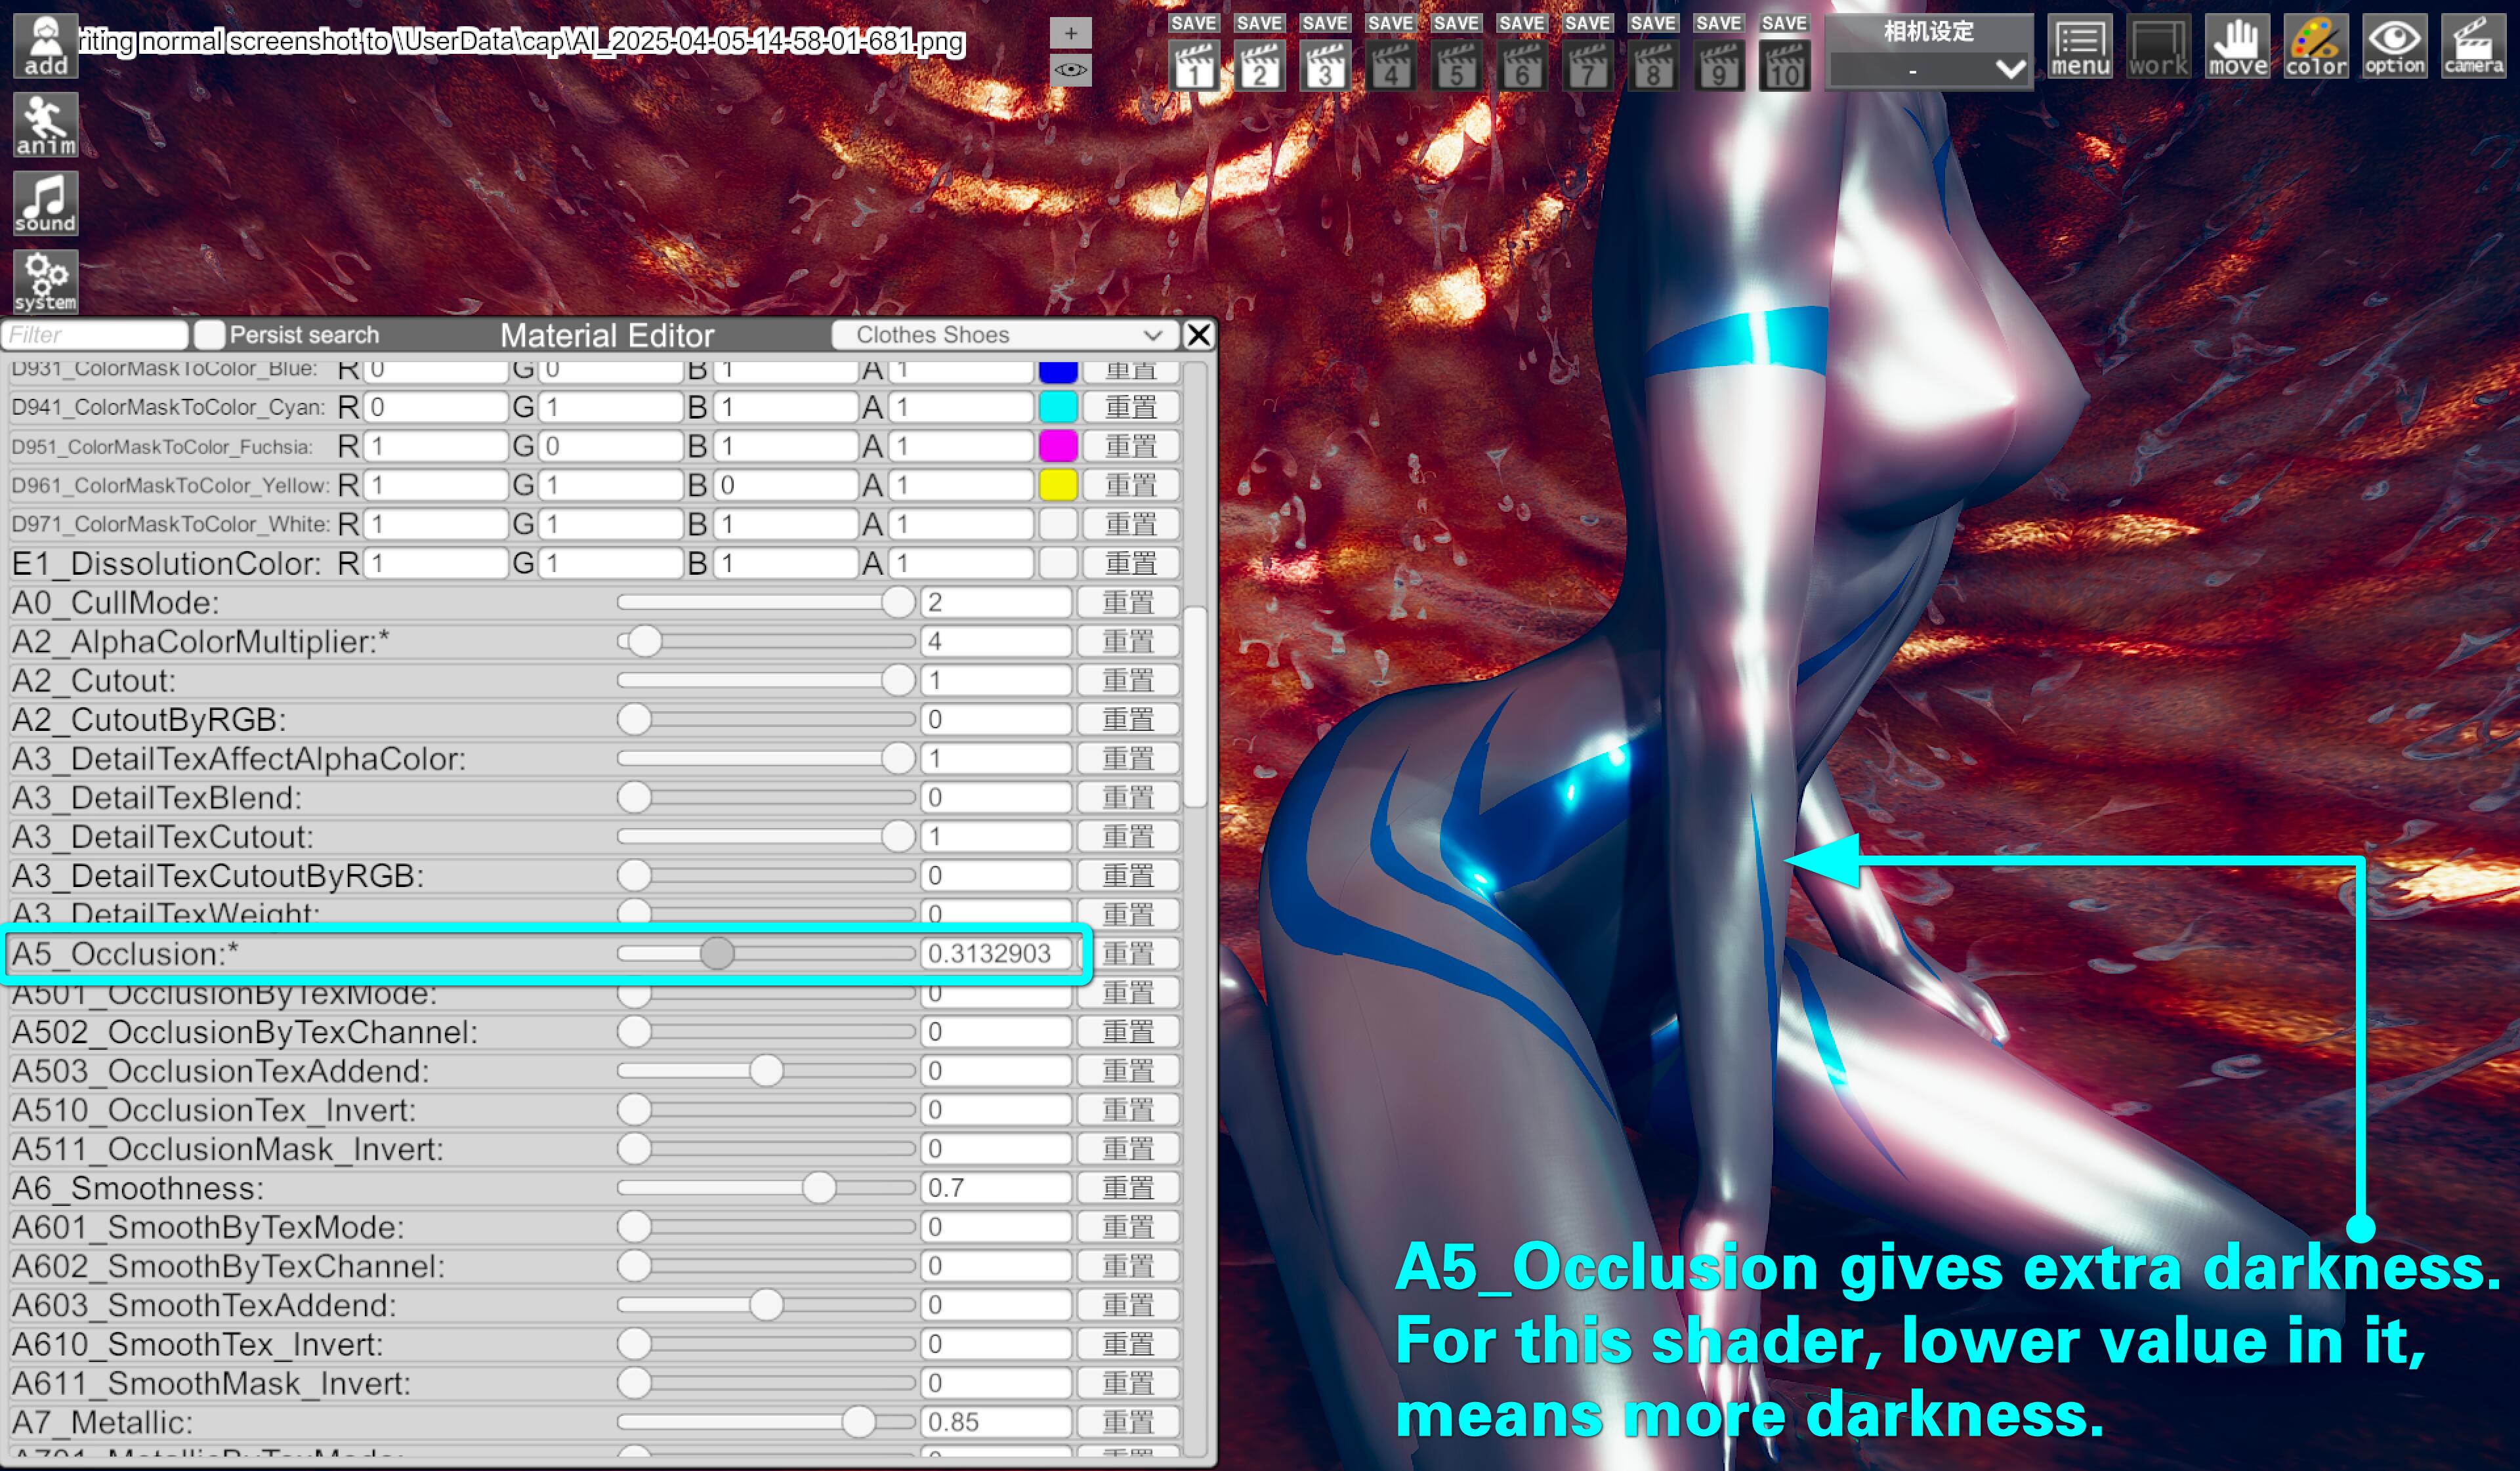 add
riting normal screenshot to \UserData\cap\AI_2025-04-05-14-58-01-681.png
+
SAVE SAVE SAVE SAVE SAVE SAVE SAVE SAVE SAVE SAVE
1 2 3 4 5 6 7 8 9 10
相机设定
-
menu work move color option camera
anim
sound
system
Filter Persist search Material Editor Clothes Shoes X
D931_ColorMaskToColor_Blue: R 0 G 0 B 1 A 1 重置
D941_ColorMaskToColor_Cyan: R 0 G 1 B 1 A 1 重置
D951_ColorMaskToColor_Fuchsia: R 1 G 0 B 1 A 1 重置
D961_ColorMaskToColor_Yellow: R 1 G 1 B 0 A 1 重置
D971_ColorMaskToColor_White: R 1 G 1 B 1 A 1 重置
E1_DissolutionColor: R 1 G 1 B 1 A 1 重置
A0_CullMode: 2 重置
A2_AlphaColorMultiplier:* 4 重置
A2_Cutout: 1 重置
A2_CutoutByRGB: 0 重置
A3_DetailTexAffectAlphaColor: 1 重置
A3_DetailTexBlend: 0 重置
A3_DetailTexCutout: 1 重置
A3_DetailTexCutoutByRGB: 0 重置
A3_DetailTexWeight: 0 重置
A5_Occlusion:* 0.3132903 重置
A501_OcclusionByTexMode: 0 重置
A502_OcclusionByTexChannel: 0 重置
A503_OcclusionTexAddend: 0 重置
A510_OcclusionTex_Invert: 0 重置
A511_OcclusionMask_Invert: 0 重置
A6_Smoothness: 0.7 重置
A601_SmoothByTexMode: 0 重置
A602_SmoothByTexChannel: 0 重置
A603_SmoothTexAddend: 0 重置
A610_SmoothTex_Invert: 0 重置
A611_SmoothMask_Invert: 0 重置
A7_Metallic: 0.85 重置
A5_Occlusion gives extra darkness.
For this shader, lower value in it,
means more darkness.